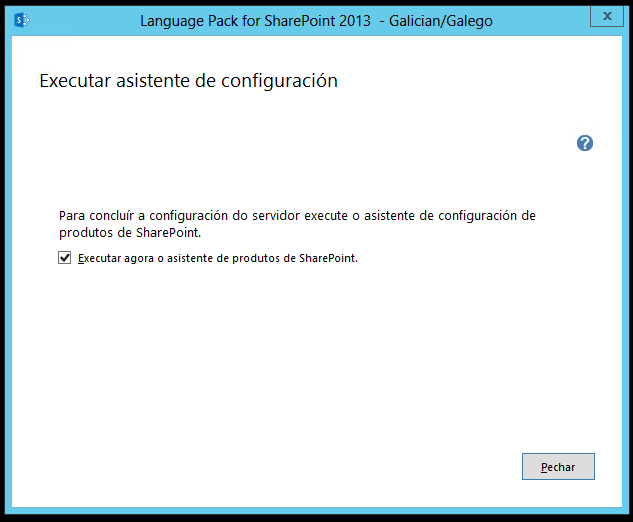 Language Pack for SharePoint 2013 - Galician/Galego
Executar asistente de configuración
Para concluír a configuración do servidor execute o asistente de configuración de
produtos de SharePoint.
Executar agora o asistente de produtos de SharePoint.
Pechar